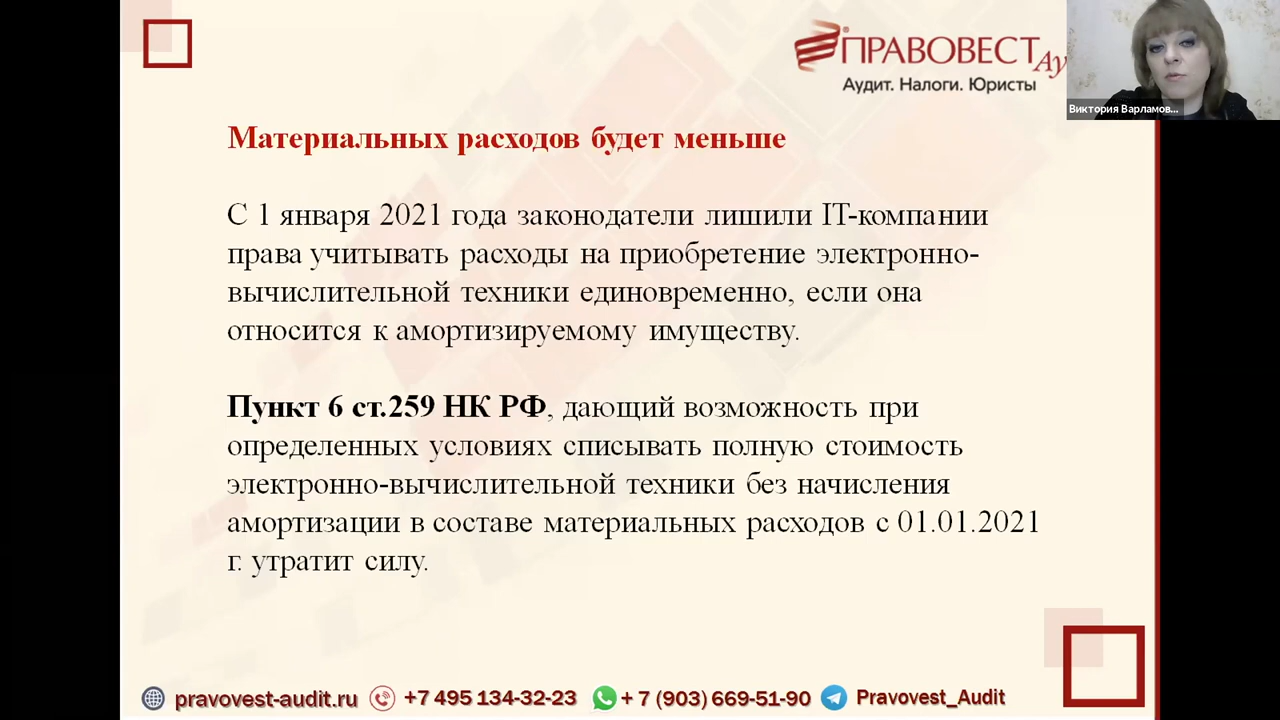 ПРАВОВЕСТ
Аудит. Налоги. Юристы
Виктория Варламов...
Материальных расходов будет меньше
С 1 января 2021 года законодатели лишили IT-компании
права учитывать расходы на приобретение электронно-
вычислительной техники единовременно, если она
относится к амортизируемому имуществу.
Пункт 6 ст.259 НК РФ, дающий возможность при
определенных условиях списывать полную стоимость
электронно-вычислительной техники без начисления
амортизации в составе материальных расходов с 01.01.2021
г. утратит силу.
pravovest-audit.ru +7 495 134-32-23 + 7 (903) 669-51-90 Pravovest_Audit